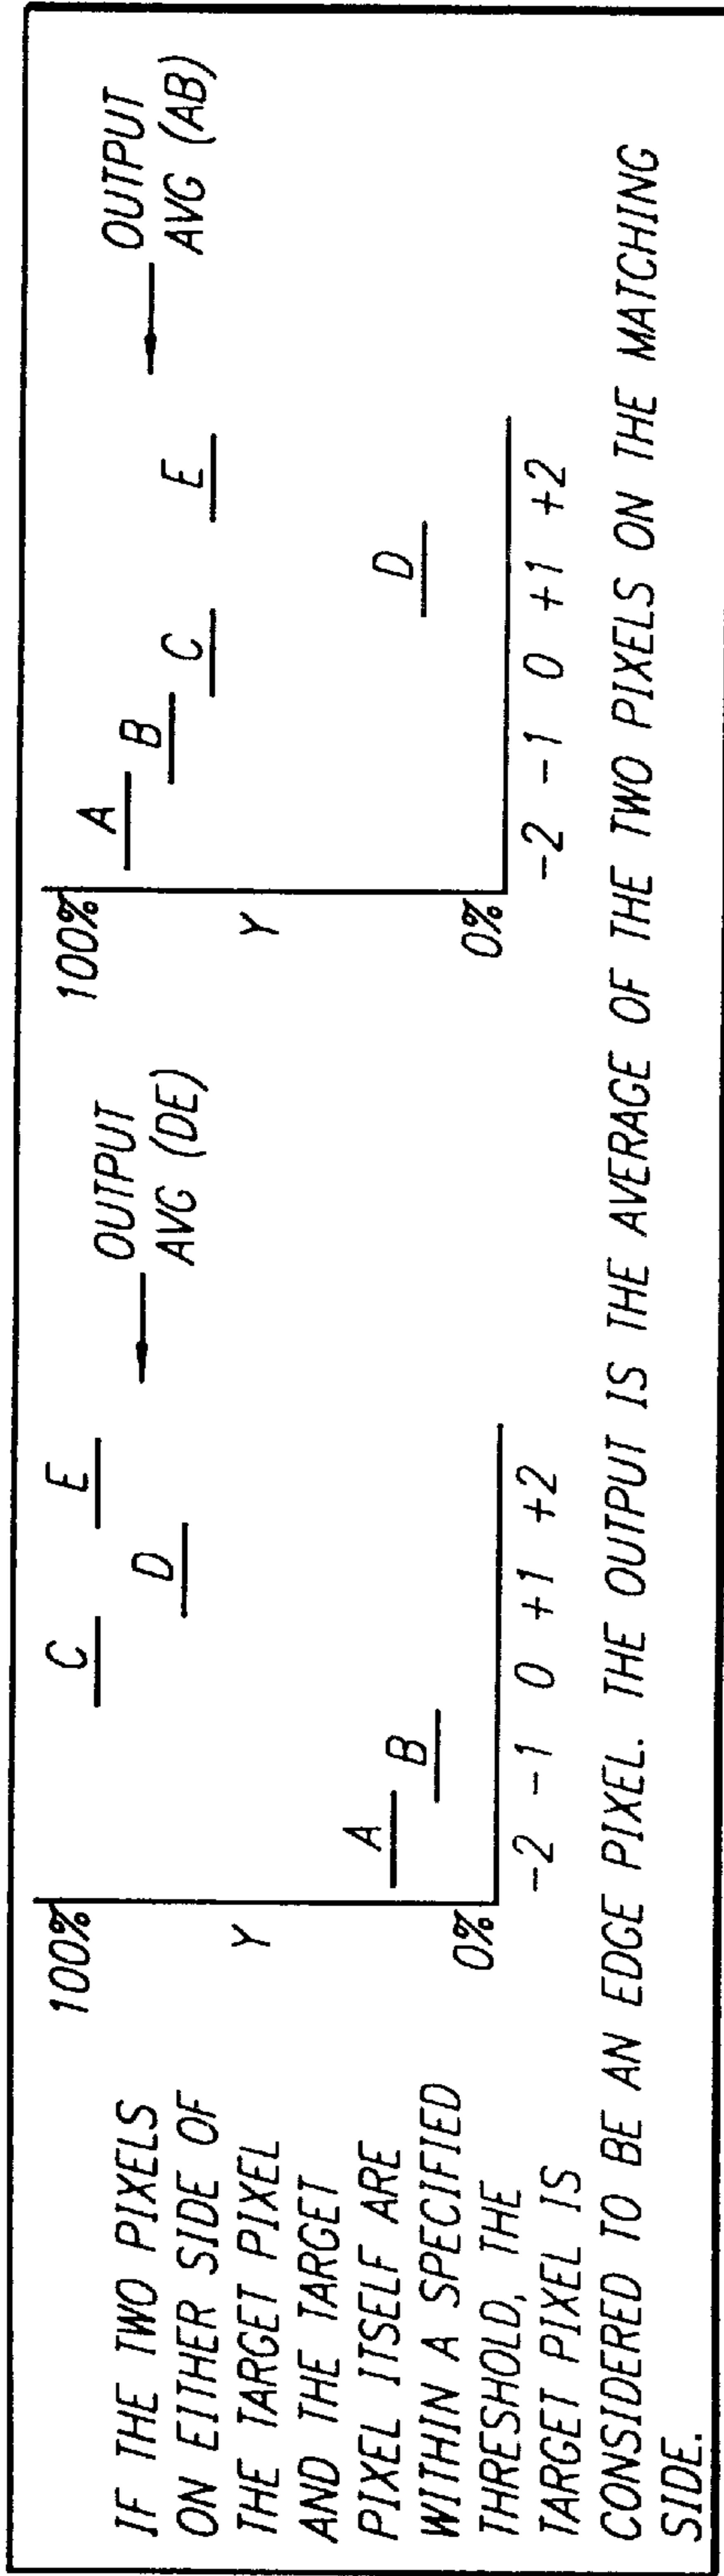 IF THE TWO PIXELS
ON EITHER SIDE OF
THE TARGET PIXEL
AND THE TARGET
PIXEL ITSELF ARE
WITHIN A SPECIFIED
THRESHOLD, THE
TARGET PIXEL IS
CONSIDERED TO BE AN EDGE PIXEL. THE OUTPUT IS THE AVERAGE OF THE TWO PIXELS ON THE MATCHING
SIDE.
100%
Y
0%
A
B
C
D
E
-2 -1 0 +1 +2
OUTPUT
AVG (DE)
100%
Y
0%
A
B
C
D
E
-2 -1 0 +1 +2
OUTPUT
AVG (AB)